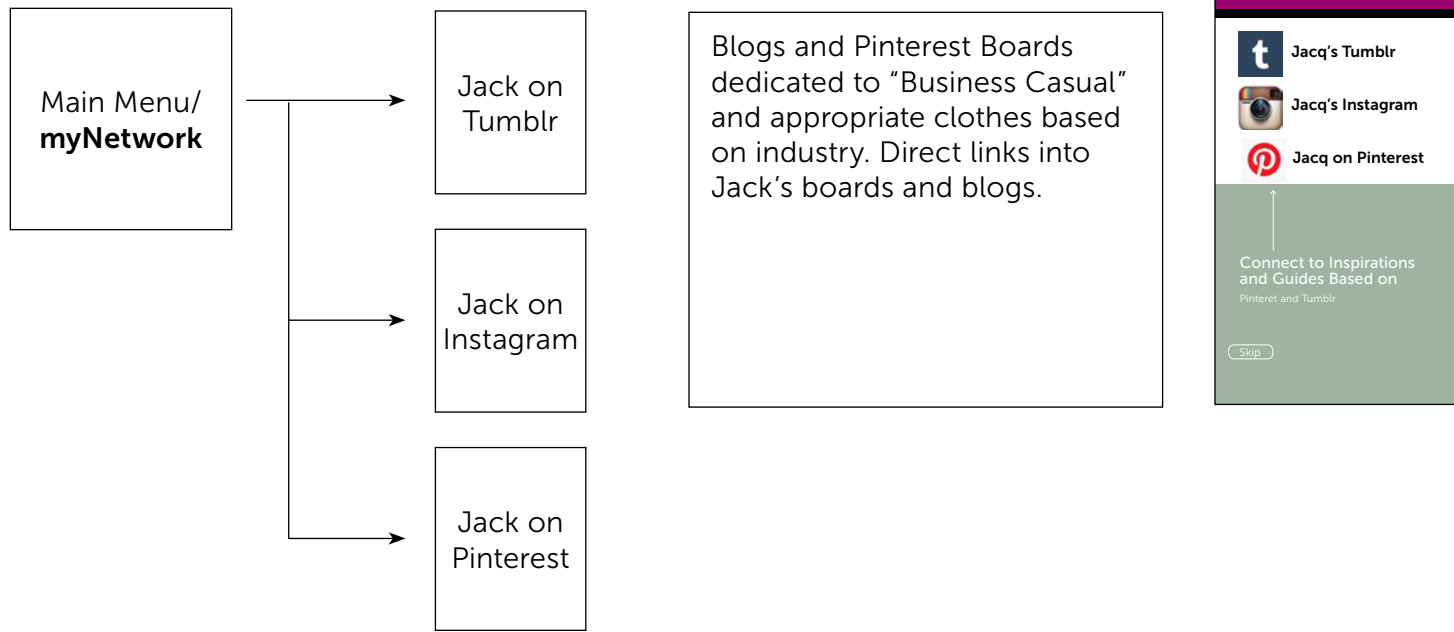 Main Menu/
myNetwork
Jack on
Tumblr
Jack on
Instagram
Jack on
Pinterest
Blogs and Pinterest Boards
dedicated to “Business Casual”
and appropriate clothes based
on industry. Direct links into
Jack’s boards and blogs.
t
Jacq’s Tumblr
Jacq’s Instagram
Jacq on Pinterest
Connect to Inspirations
and Guides Based on
Pinteret and Tumblr
Skip